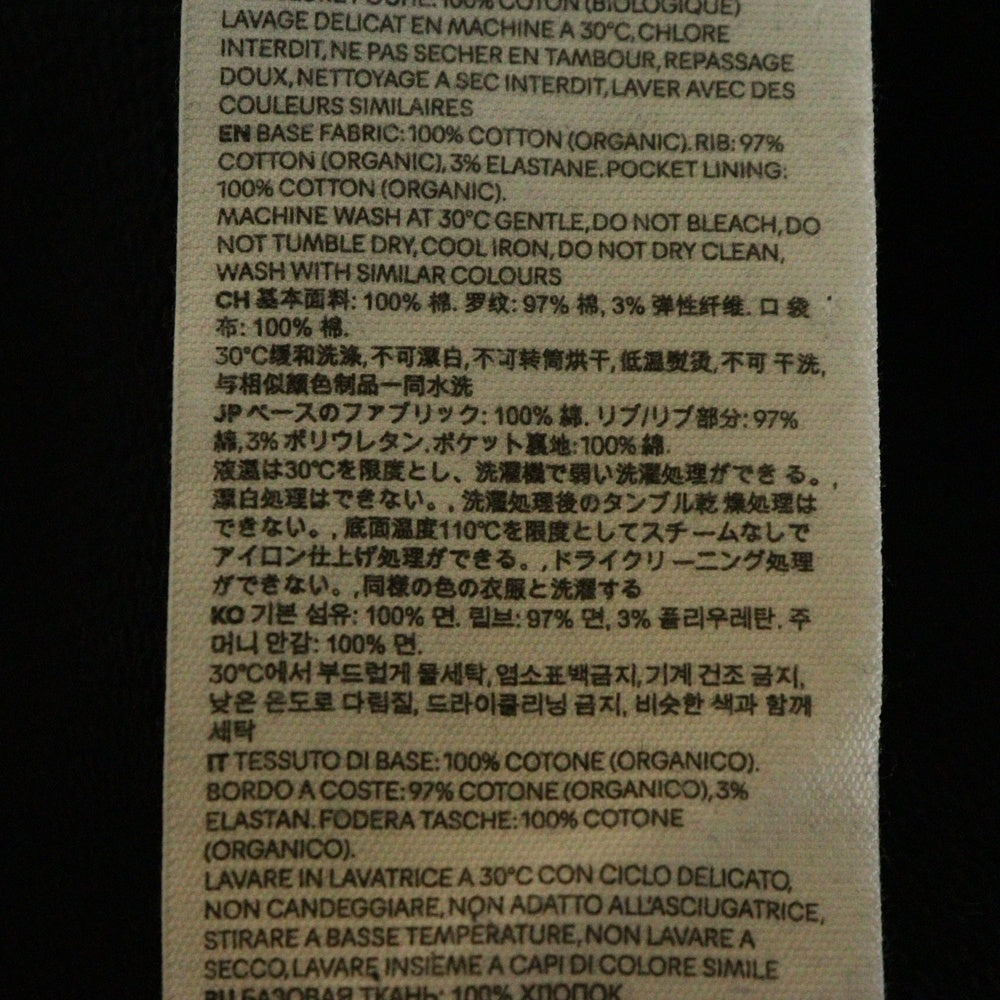 POCHE: 100% COTON (BIOLOGIQUE)
LAVAGE DELICAT EN MACHINE A 30°C, CHLORE
INTERDIT, NE PAS SECHER EN TAMBOUR, REPASSAGE
DOUX, NETTOYAGE A SEC INTERDIT, LAVER AVEC DES
COULEURS SIMILAIRES
EN BASE FABRIC: 100% COTTON (ORGANIC). RIB: 97%
COTTON (ORGANIC), 3% ELASTANE. POCKET LINING:
100% COTTON (ORGANIC).
MACHINE WASH AT 30°C GENTLE, DO NOT BLEACH, DO
NOT TUMBLE DRY, COOL IRON, DO NOT DRY CLEAN,
WASH WITH SIMILAR COLOURS
CH 基本面料: 100% 棉. 罗纹: 97% 棉, 3% 弹性纤维. 口 袋
布: 100% 棉.
30°C缓和洗涤, 不可漂白, 不可转筒烘干, 低温熨烫, 不可 干洗,
与相似颜色制品一同水洗
JP ベースのファブリック: 100% 綿. リブ/リブ部分: 97%
綿, 3% ポリウレタン. ポケット裏地: 100% 綿.
液温は30℃を限度とし、洗濯機で弱い洗濯処理ができ る。,
漂白処理はできない。, 洗濯処理後のタンブル乾 燥処理は
できない。, 底面温度110℃を限度としてスチームなしで
アイロン仕上げ処理ができる。, ドライクリ ーニング処理
ができない。, 同様の色の衣服と洗濯する
KO 기본 섬유: 100% 면. 립브: 97% 면, 3% 폴리우레탄. 주
머니 안감: 100% 면.
30°C에서 부드럽게 물세탁, 염소표백금지, 기계 건조 금지,
낮은 온도로 다림질, 드라이클리닝 금지, 비슷한 색과 함께
세탁
IT TESSUTO DI BASE: 100% COTONE (ORGANICO).
BORDO A COSTE: 97% COTONE (ORGANICO), 3%
ELASTAN. FODERA TASCHE: 100% COTONE
(ORGANICO).
LAVARE IN LAVATRICE A 30°C CON CICLO DELICATO,
NON CANDEGGIARE, NON ADATTO ALL'ASCIUGATRICE,
STIRARE A BASSE TEMPERATURE, NON LAVARE A
SECCO, LAVARE INSIEME A CAPI DI COLORE SIMILE
RU БАЗОВАЯ ТКАНЬ: 100% ХЛОПОК